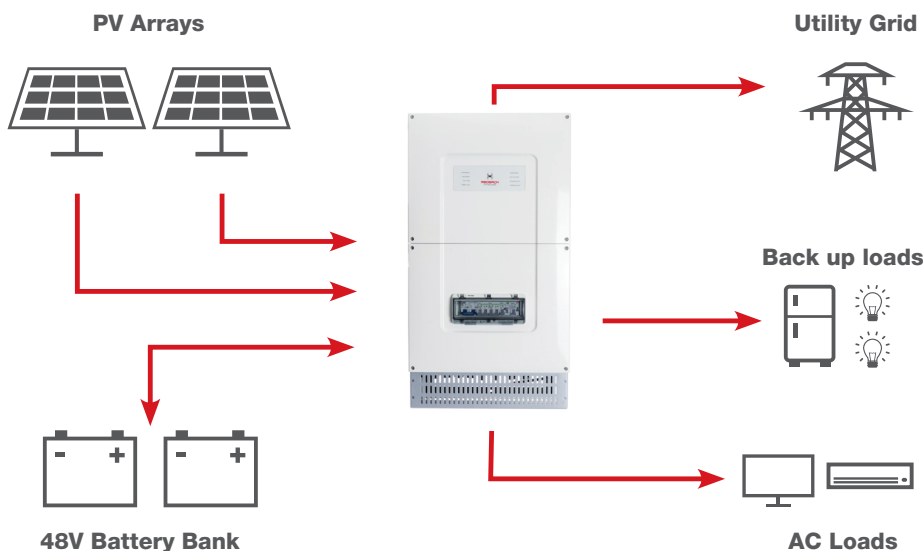 PV Arrays
Utility Grid
Back up loads
48V Battery Bank
AC Loads